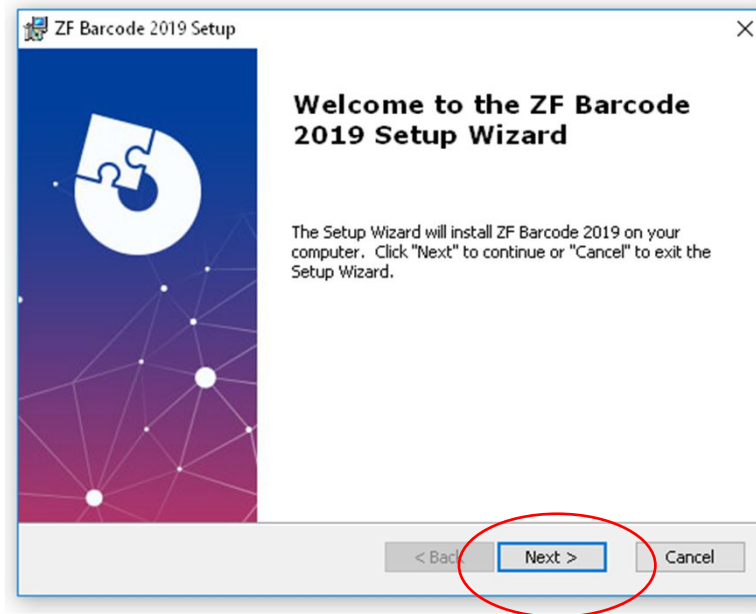 ZF Barcode 2019 Setup
Welcome to the ZF Barcode
2019 Setup Wizard
The Setup Wizard will install ZF Barcode 2019 on your
computer. Click "Next" to continue or "Cancel" to exit the
Setup Wizard.
< Back Next > Cancel